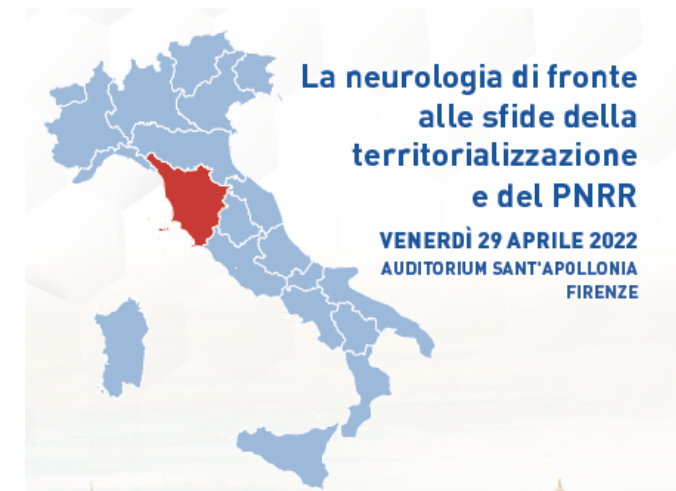 La neurologia di fronte
alle sfide della
territorializzazione
e del PNRR
VENERDÌ 29 APRILE 2022
AUDITORIUM SANT'APOLLONIA
FIRENZE